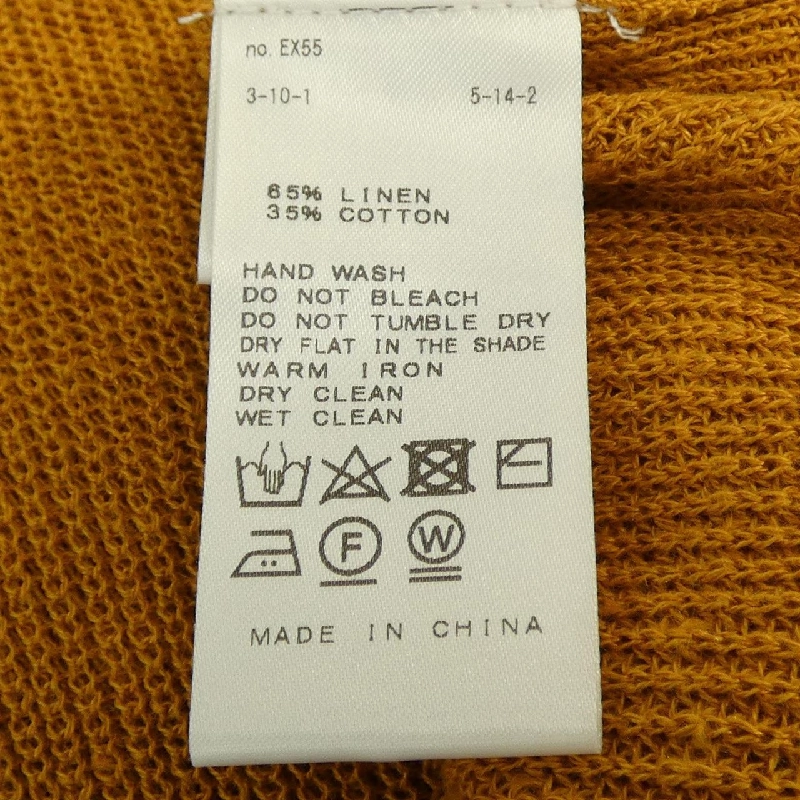 no. EX55
3-10-1 5-14-2
65% LINEN
35% COTTON
HAND WASH
DO NOT BLEACH
DO NOT TUMBLE DRY
DRY FLAT IN THE SHADE
WARM IRON
DRY CLEAN
WET CLEAN
F W
MADE IN CHINA